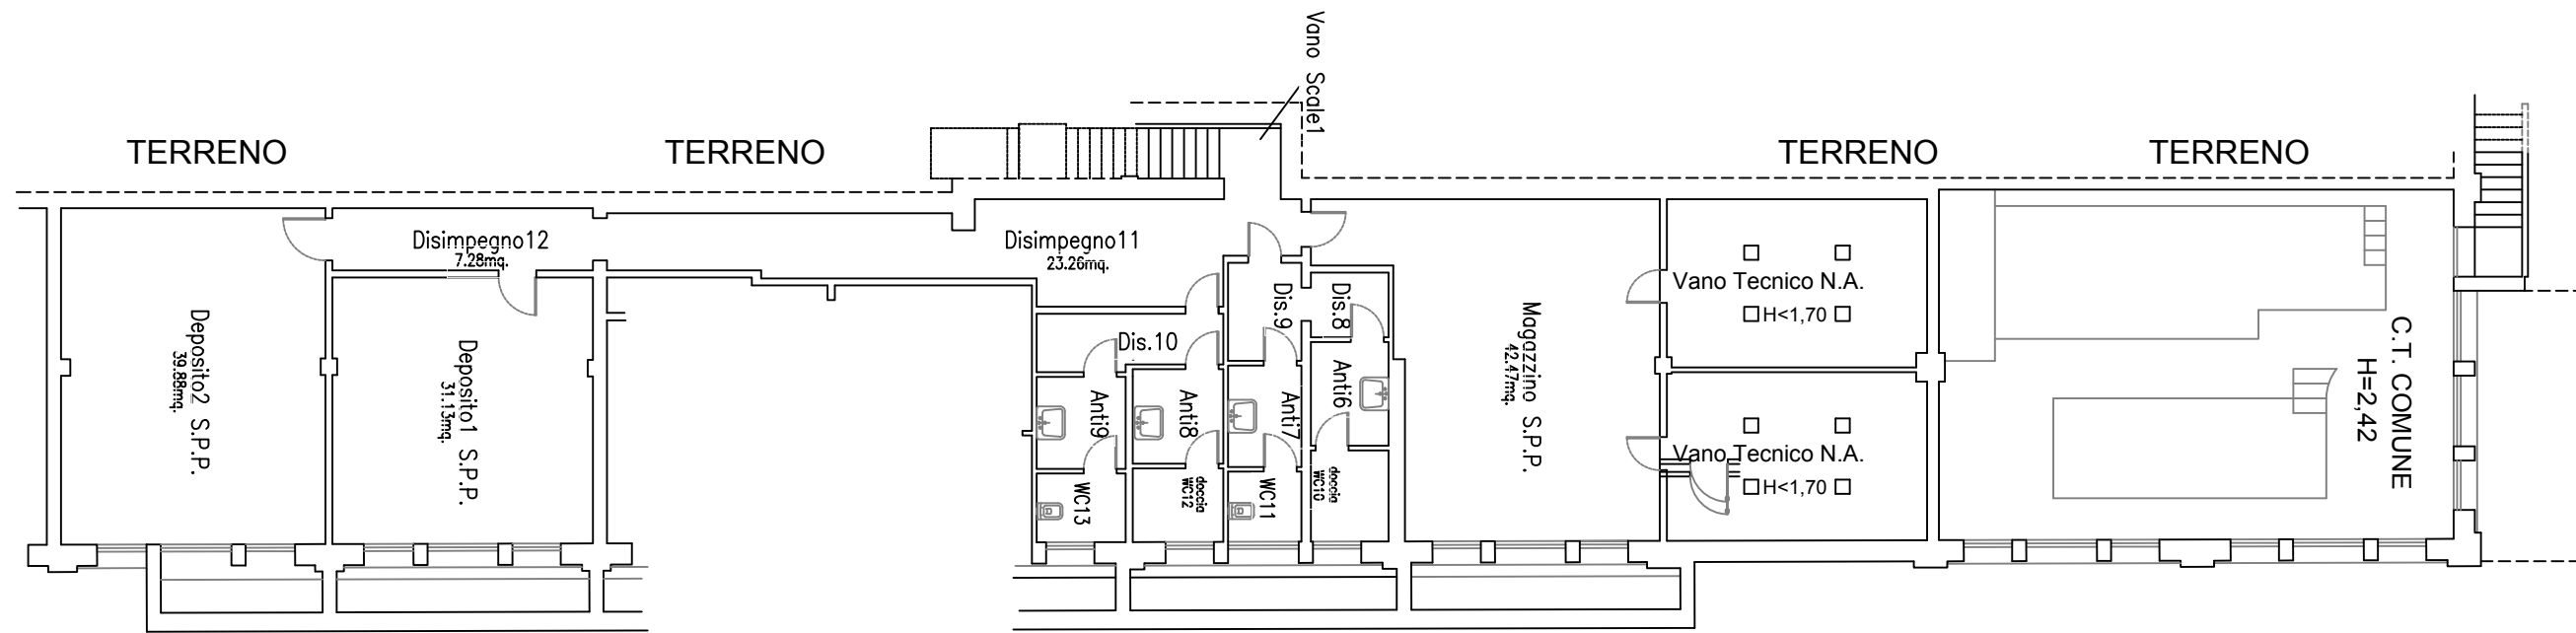 Vano Scale1
TERRENO
TERRENO
TERRENO
TERRENO
Disimpegno12
7.28mq.
Disimpegno11
23.26mq.
Deposito2 S.P.P.
39.88mq.
Deposito1 S.P.P.
31.13mq.
Dis.10
Dis.9
Dis.8
Anti9
Anti8
Anti7
Anti6
WC13
doccia
WC12
WC11
doccia
WC10
Magazzino S.P.P.
42.47mq.
Vano Tecnico N.A.
H<1,70
Vano Tecnico N.A.
H<1,70
C.T. COMUNE
H=2,42